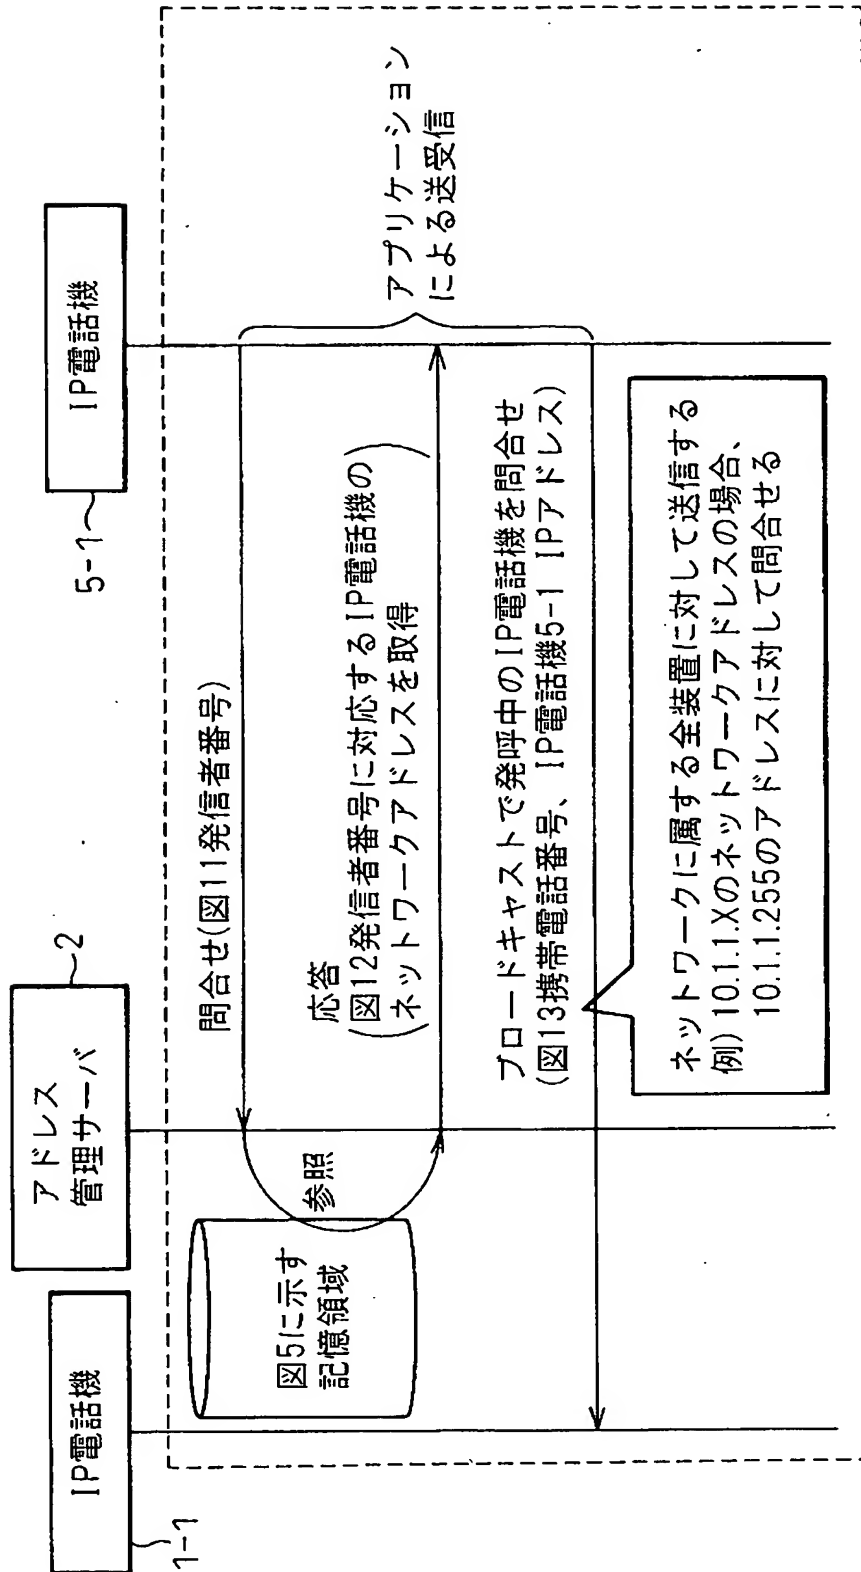 IP電話機
1-1
アドレス
管理サーバ
2
IP電話機
5-1
問合せ(図11発信者番号)
図5に示す
記憶領域
参照
応答
(図12発信者番号に対応するIP電話機の
ネットワークアドレスを取得)
アプリケーション
による送受信
ブロードキャストで発呼中のIP電話機を問合せ
(図13携帯電話番号、IP電話機5-1 IPアドレス)
ネットワークに属する全装置に対して送信する
例) 10.1.1.Xのネットワークアドレスの場合、
10.1.1.255のアドレスに対して問合せる